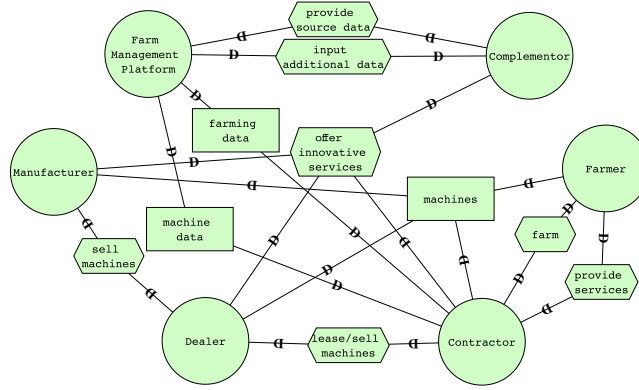 provide
source data
D
D
Farm
Management
Platform
D
input
additional data
D
Complementor
D
D
farming
data
offer
innovative
services
D
D
Manufacturer
D
Farmer
D
machines
D
D
machine
data
D
farm
D
sell
machines
D
D
D
D
D
D
D
D
provide
services
D
D
Dealer
D
lease/sell
machines
D
Contractor